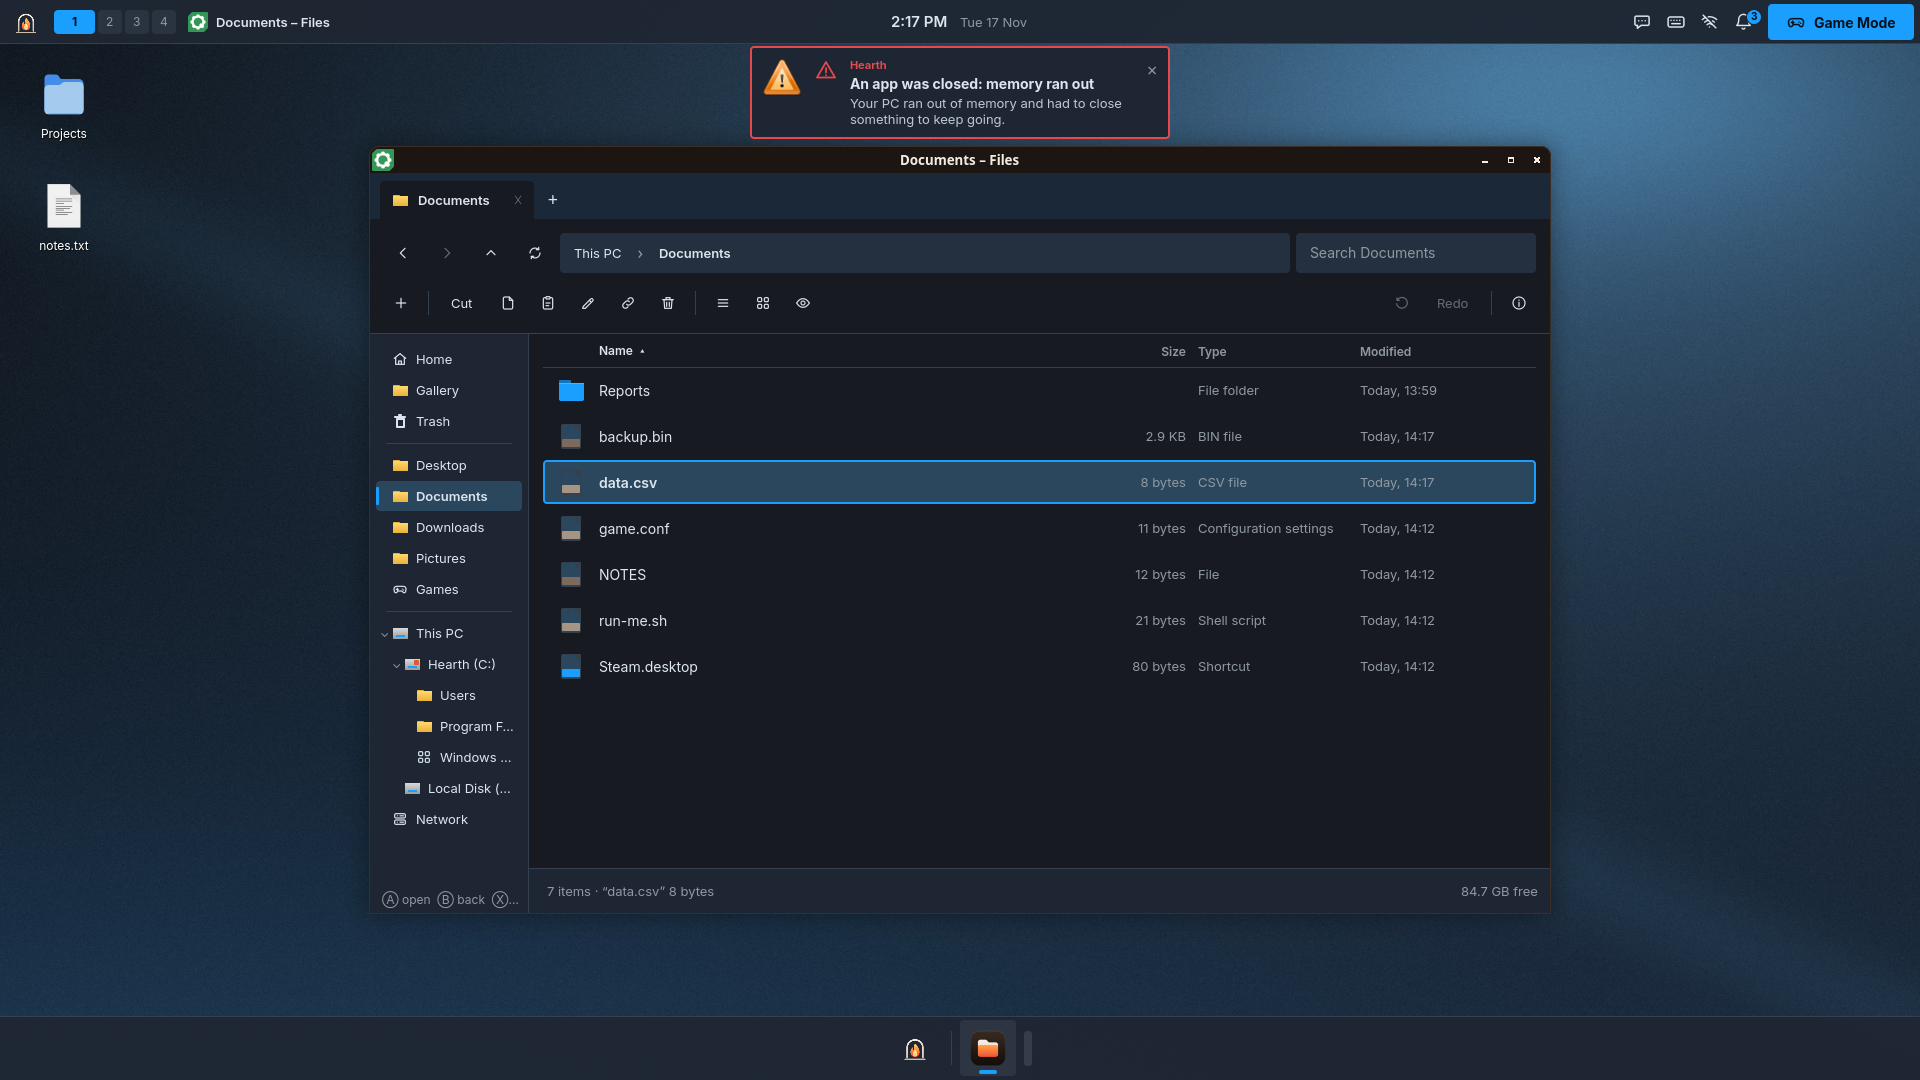 1 2 3 4 Documents – Files
2:17 PM Tue 17 Nov
3
Game Mode
Projects
notes.txt
Hearth
An app was closed: memory ran out
Your PC ran out of memory and had to close
something to keep going.
Documents – Files
Documents X +
This PC › Documents
Search Documents
Cut
Redo
Home
Gallery
Trash
Desktop
Documents
Downloads
Pictures
Games
This PC
Hearth (C:)
Users
Program F...
Windows ...
Local Disk (...
Network
A open B back X...
Name Size Type Modified
Reports File folder Today, 13:59
backup.bin 2.9 KB BIN file Today, 14:17
data.csv 8 bytes CSV file Today, 14:17
game.conf 11 bytes Configuration settings Today, 14:12
NOTES 12 bytes File Today, 14:12
run-me.sh 21 bytes Shell script Today, 14:12
Steam.desktop 80 bytes Shortcut Today, 14:12
7 items · “data.csv” 8 bytes
84.7 GB free